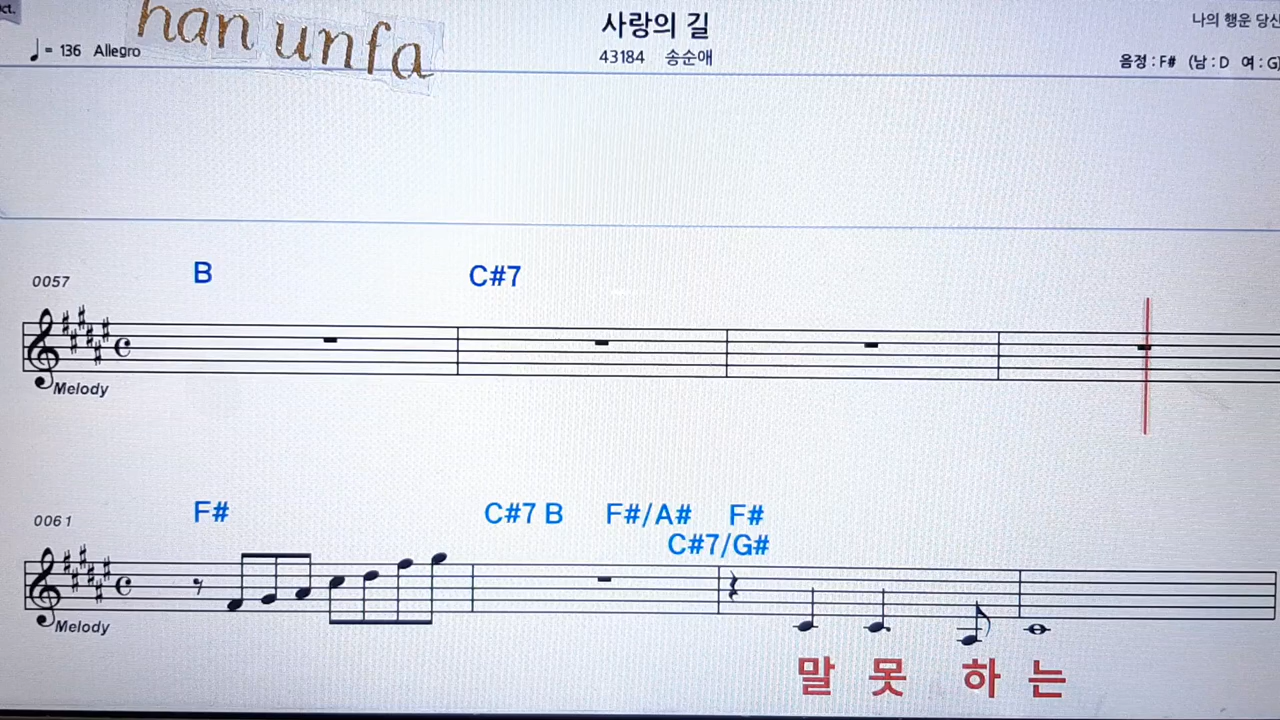 ct.
han unfa
♩= 136 Allegro
사랑의 길
43184 송순애
나의 행운 당신
음정 : F# (남 : D 여 : G)
0057
B
C#7
Melody
0061
F#
C#7 B F#/A# F#
C#7/G#
Melody
말 못 하 는